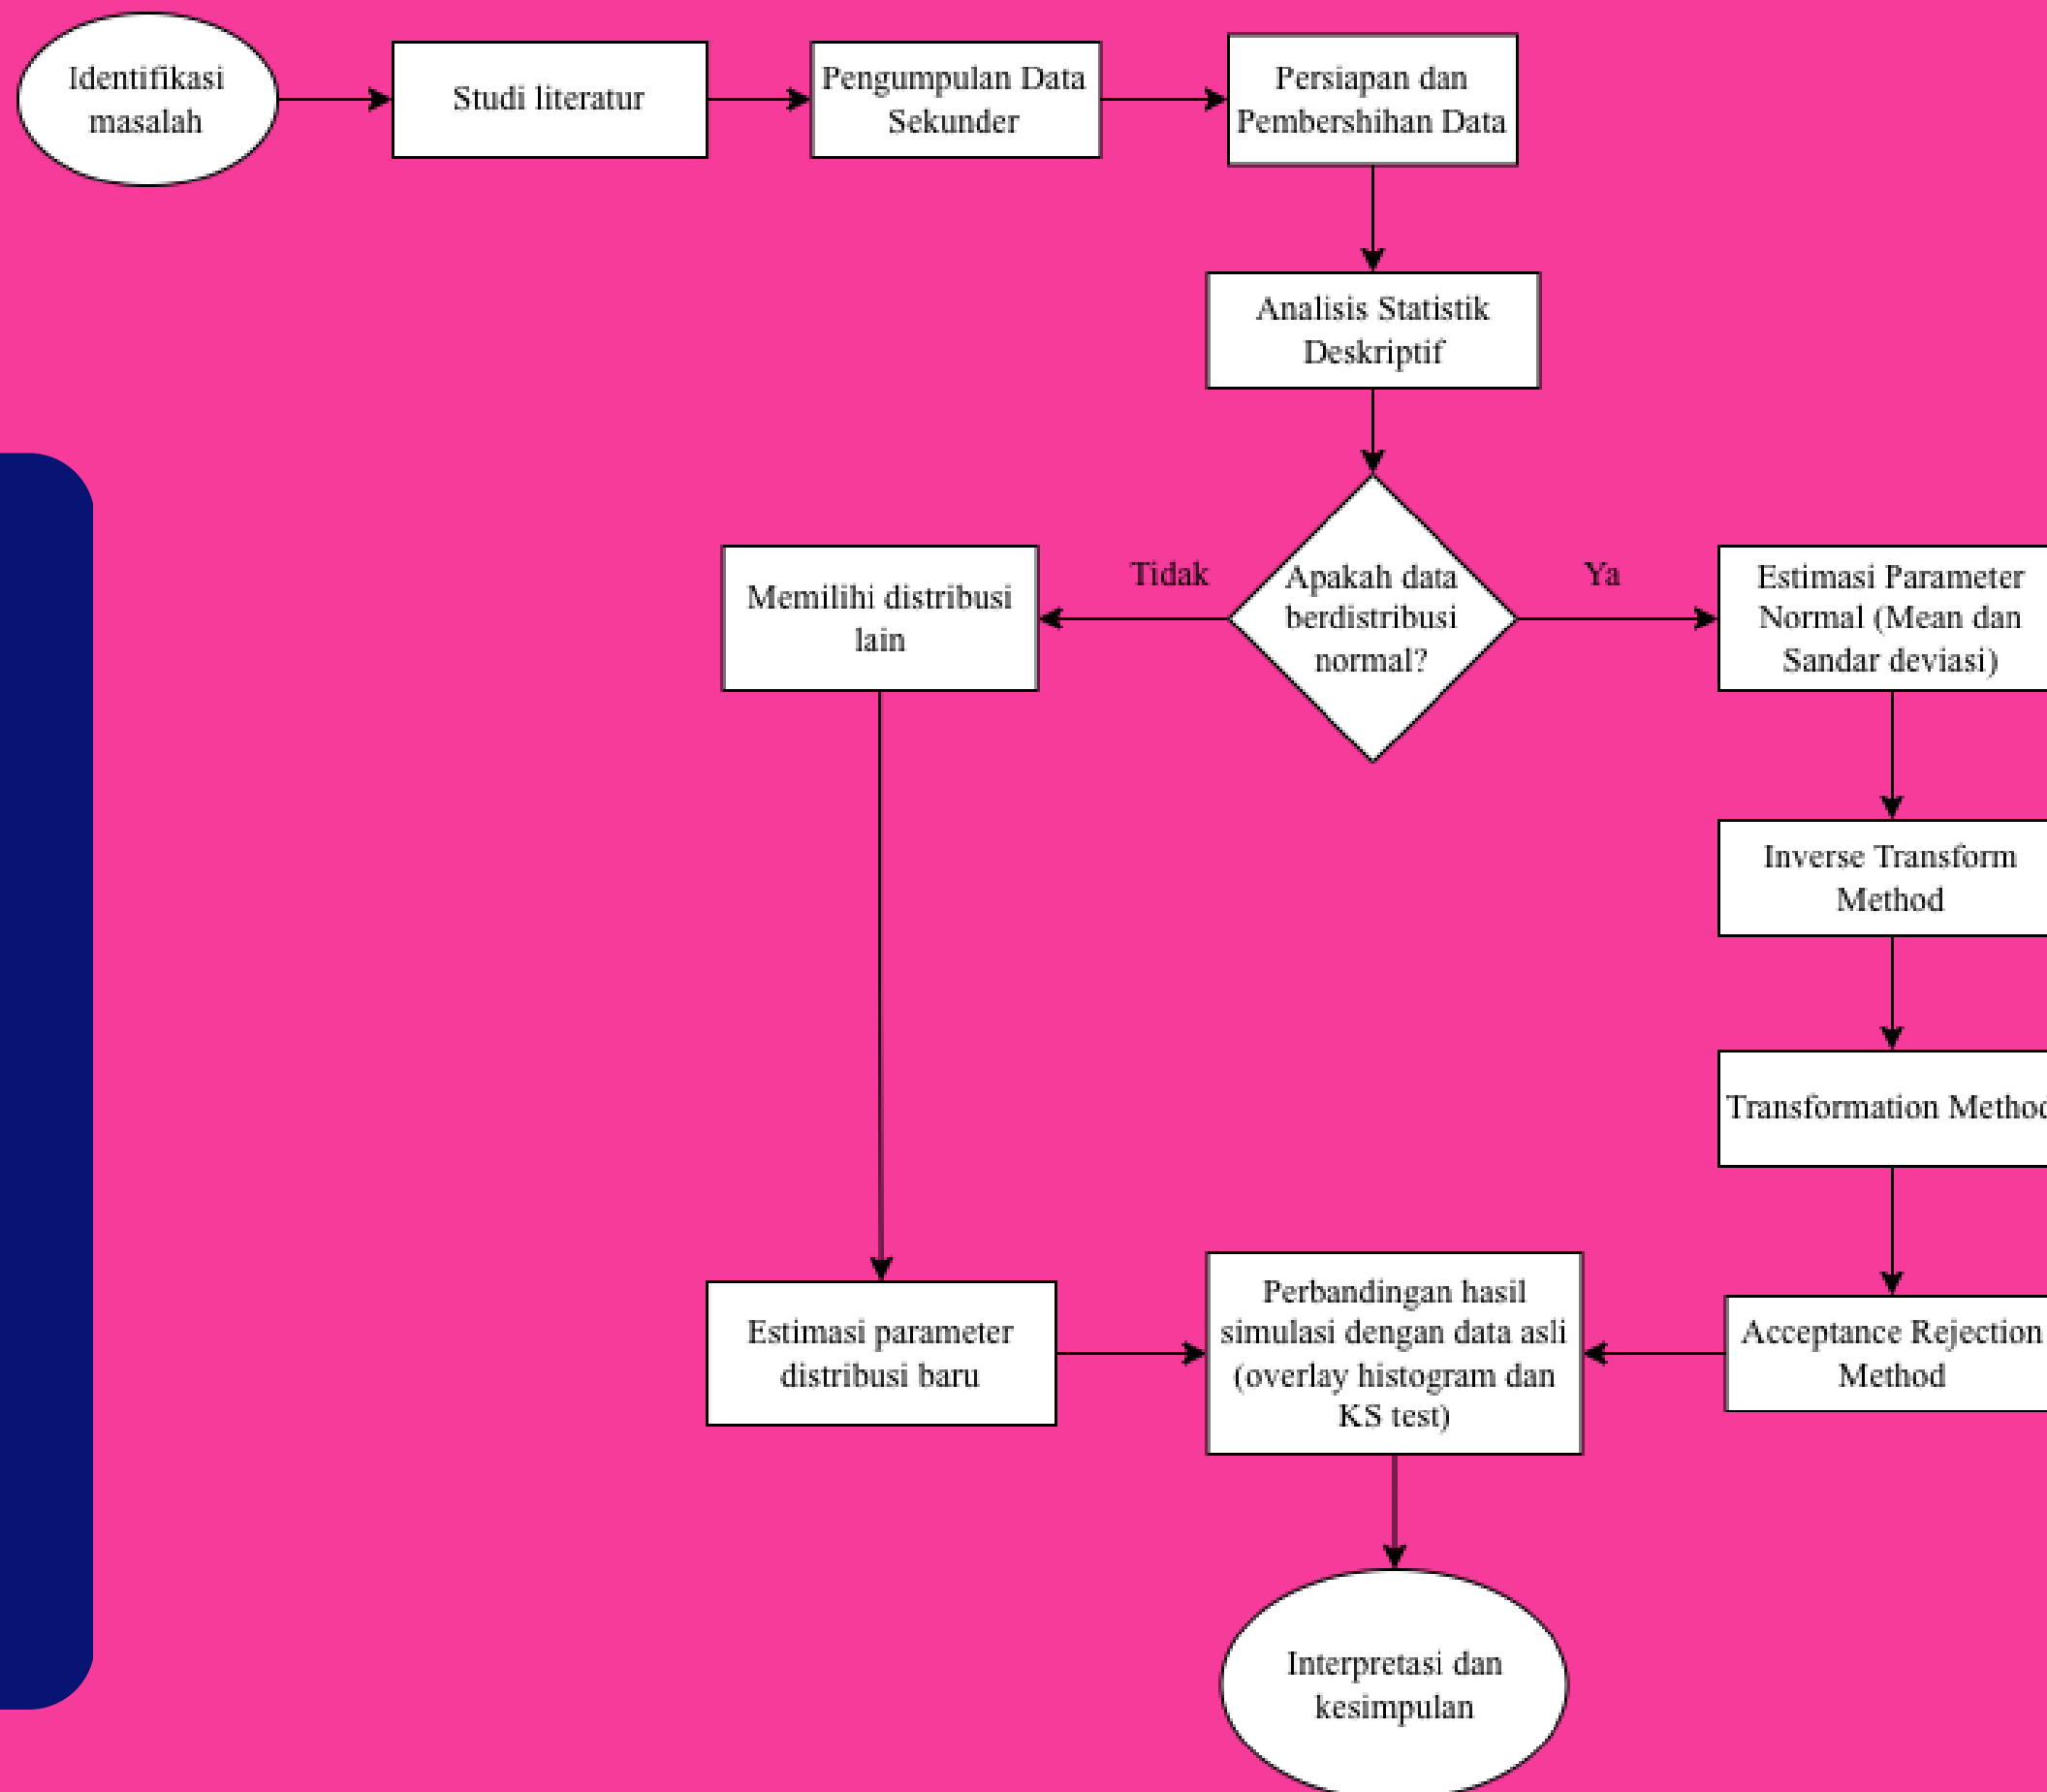 Identifikasi
masalah
Studi literatur
Pengumpulan Data
Sekunder
Persiapan dan
Pembershihan Data
Analisis Statistik
Deskriptif
Apakah data
berdistribusi
normal?
Tidak
Ya
Memilihi distribusi
lain
Estimasi Parameter
Normal (Mean dan
Sandar deviasi)
Inverse Transform
Method
Transformation Method
Acceptance Rejection
Method
Estimasi parameter
distribusi baru
Perbandingan hasil
simulasi dengan data asli
(overlay histogram dan
KS test)
Interpretasi dan
kesimpulan